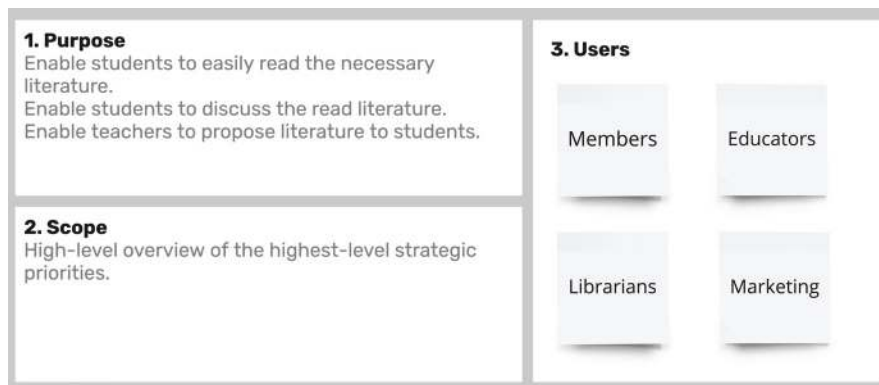 1. Purpose
Enable students to easily read the necessary
literature.
Enable students to discuss the read literature.
Enable teachers to propose literature to students.
2. Scope
High-level overview of the highest-level strategic
priorities.
3. Users
Members
Educators
Librarians
Marketing